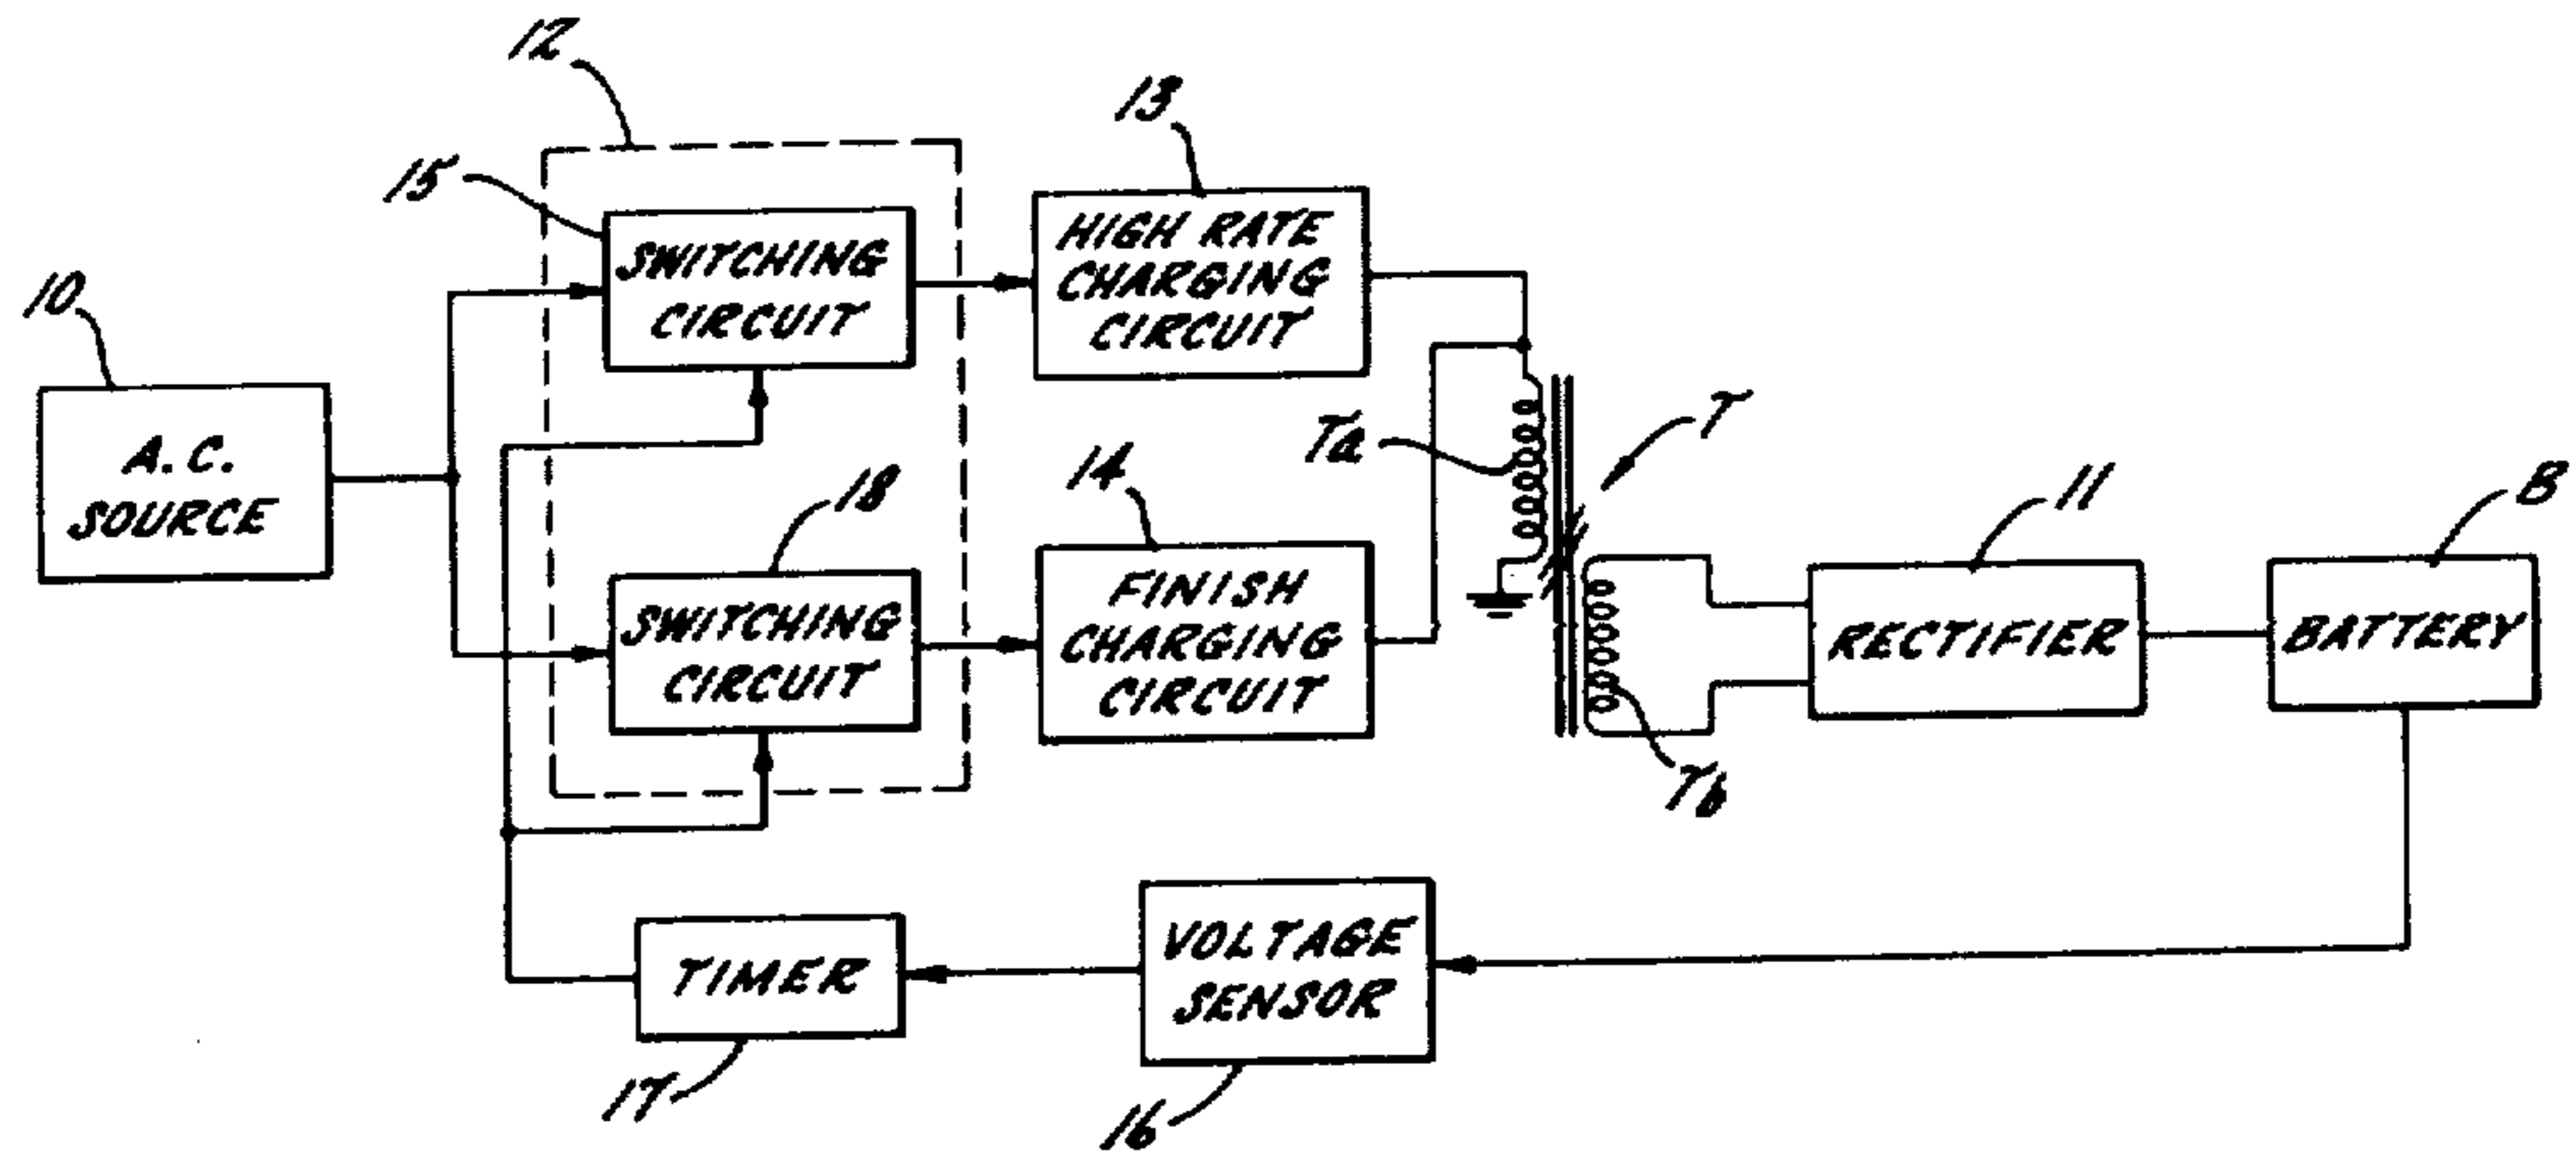 12
13
15
SWITCHING
CIRCUIT
HIGH RATE
CHARGING
CIRCUIT
10
A.C.
SOURCE
Ta
T
14
18
11
B
SWITCHING
CIRCUIT
FINISH
CHARGING
CIRCUIT
RECTIFIER
BATTERY
Tb
TIMER
VOLTAGE
SENSOR
17
16